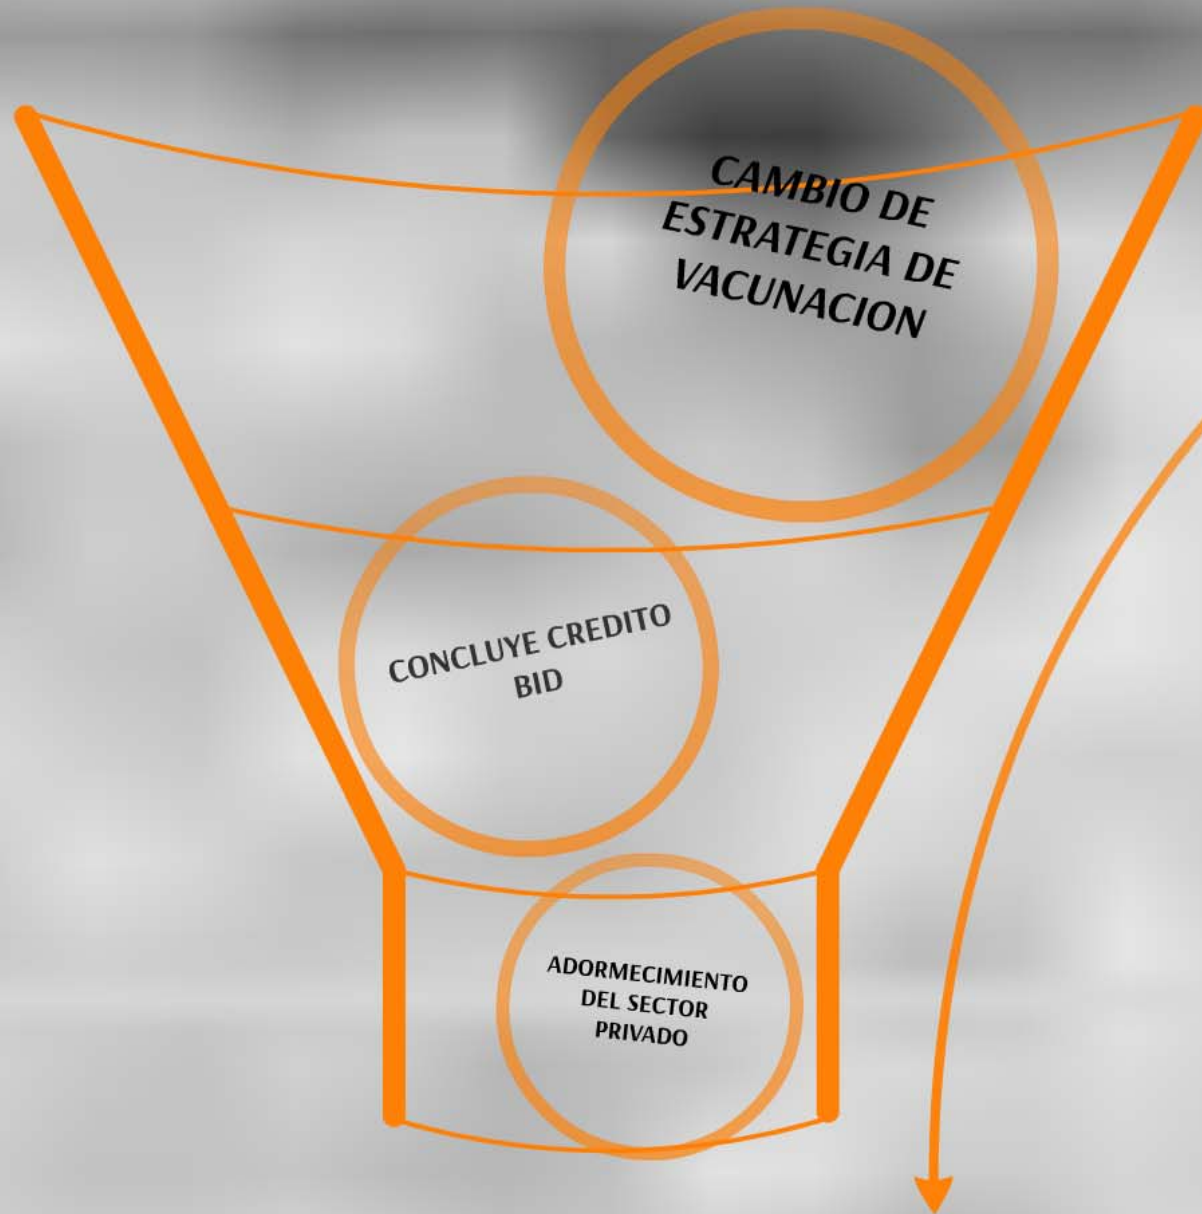 CAMBIO DE
ESTRATEGIA DE
VACUNACION
CONCLUYE CREDITO
BID
ADORMECIMIENTO
DEL SECTOR
PRIVADO